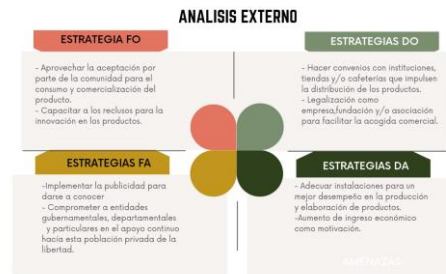 ANALISIS EXTERNO
ESTRATEGIA FO
- Aprovechar la aceptación por
parte de la comunidad para el
consumo y comercialización del
producto.
- Capacitar a los reclusos para la
innovación en los productos.
ESTRATEGIAS DO
- Hacer convenios con instituciones,
tiendas y/o cafeterías que impulsen
la distribución de los productos.
- Legalización como
empresa,fundación y/o asociación
para facilitar la acogida comercial.
ESTRATEGIAS FA
-Implementar la publicidad para
darse a conocer
- Comprometer a entidades
gubernamentales, departamentales
y particulares en el apoyo continuo
hacia esta población privada de la
libertad.
ESTRATEGIAS DA
- Adecuar instalaciones para un
mejor desempeño en la producción
y elaboración de productos.
-Aumento de ingreso económico
como motivación.
AMENAZAS